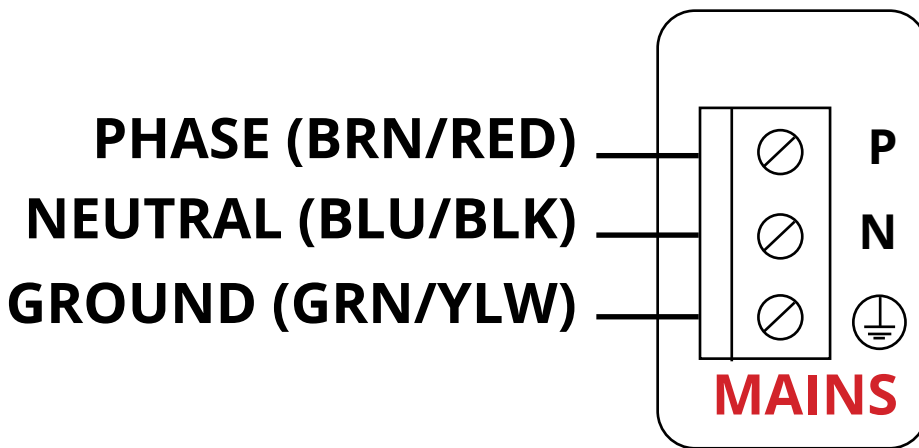 PHASE (BRN/RED) P
NEUTRAL (BLU/BLK) N
GROUND (GRN/YLW)
MAINS